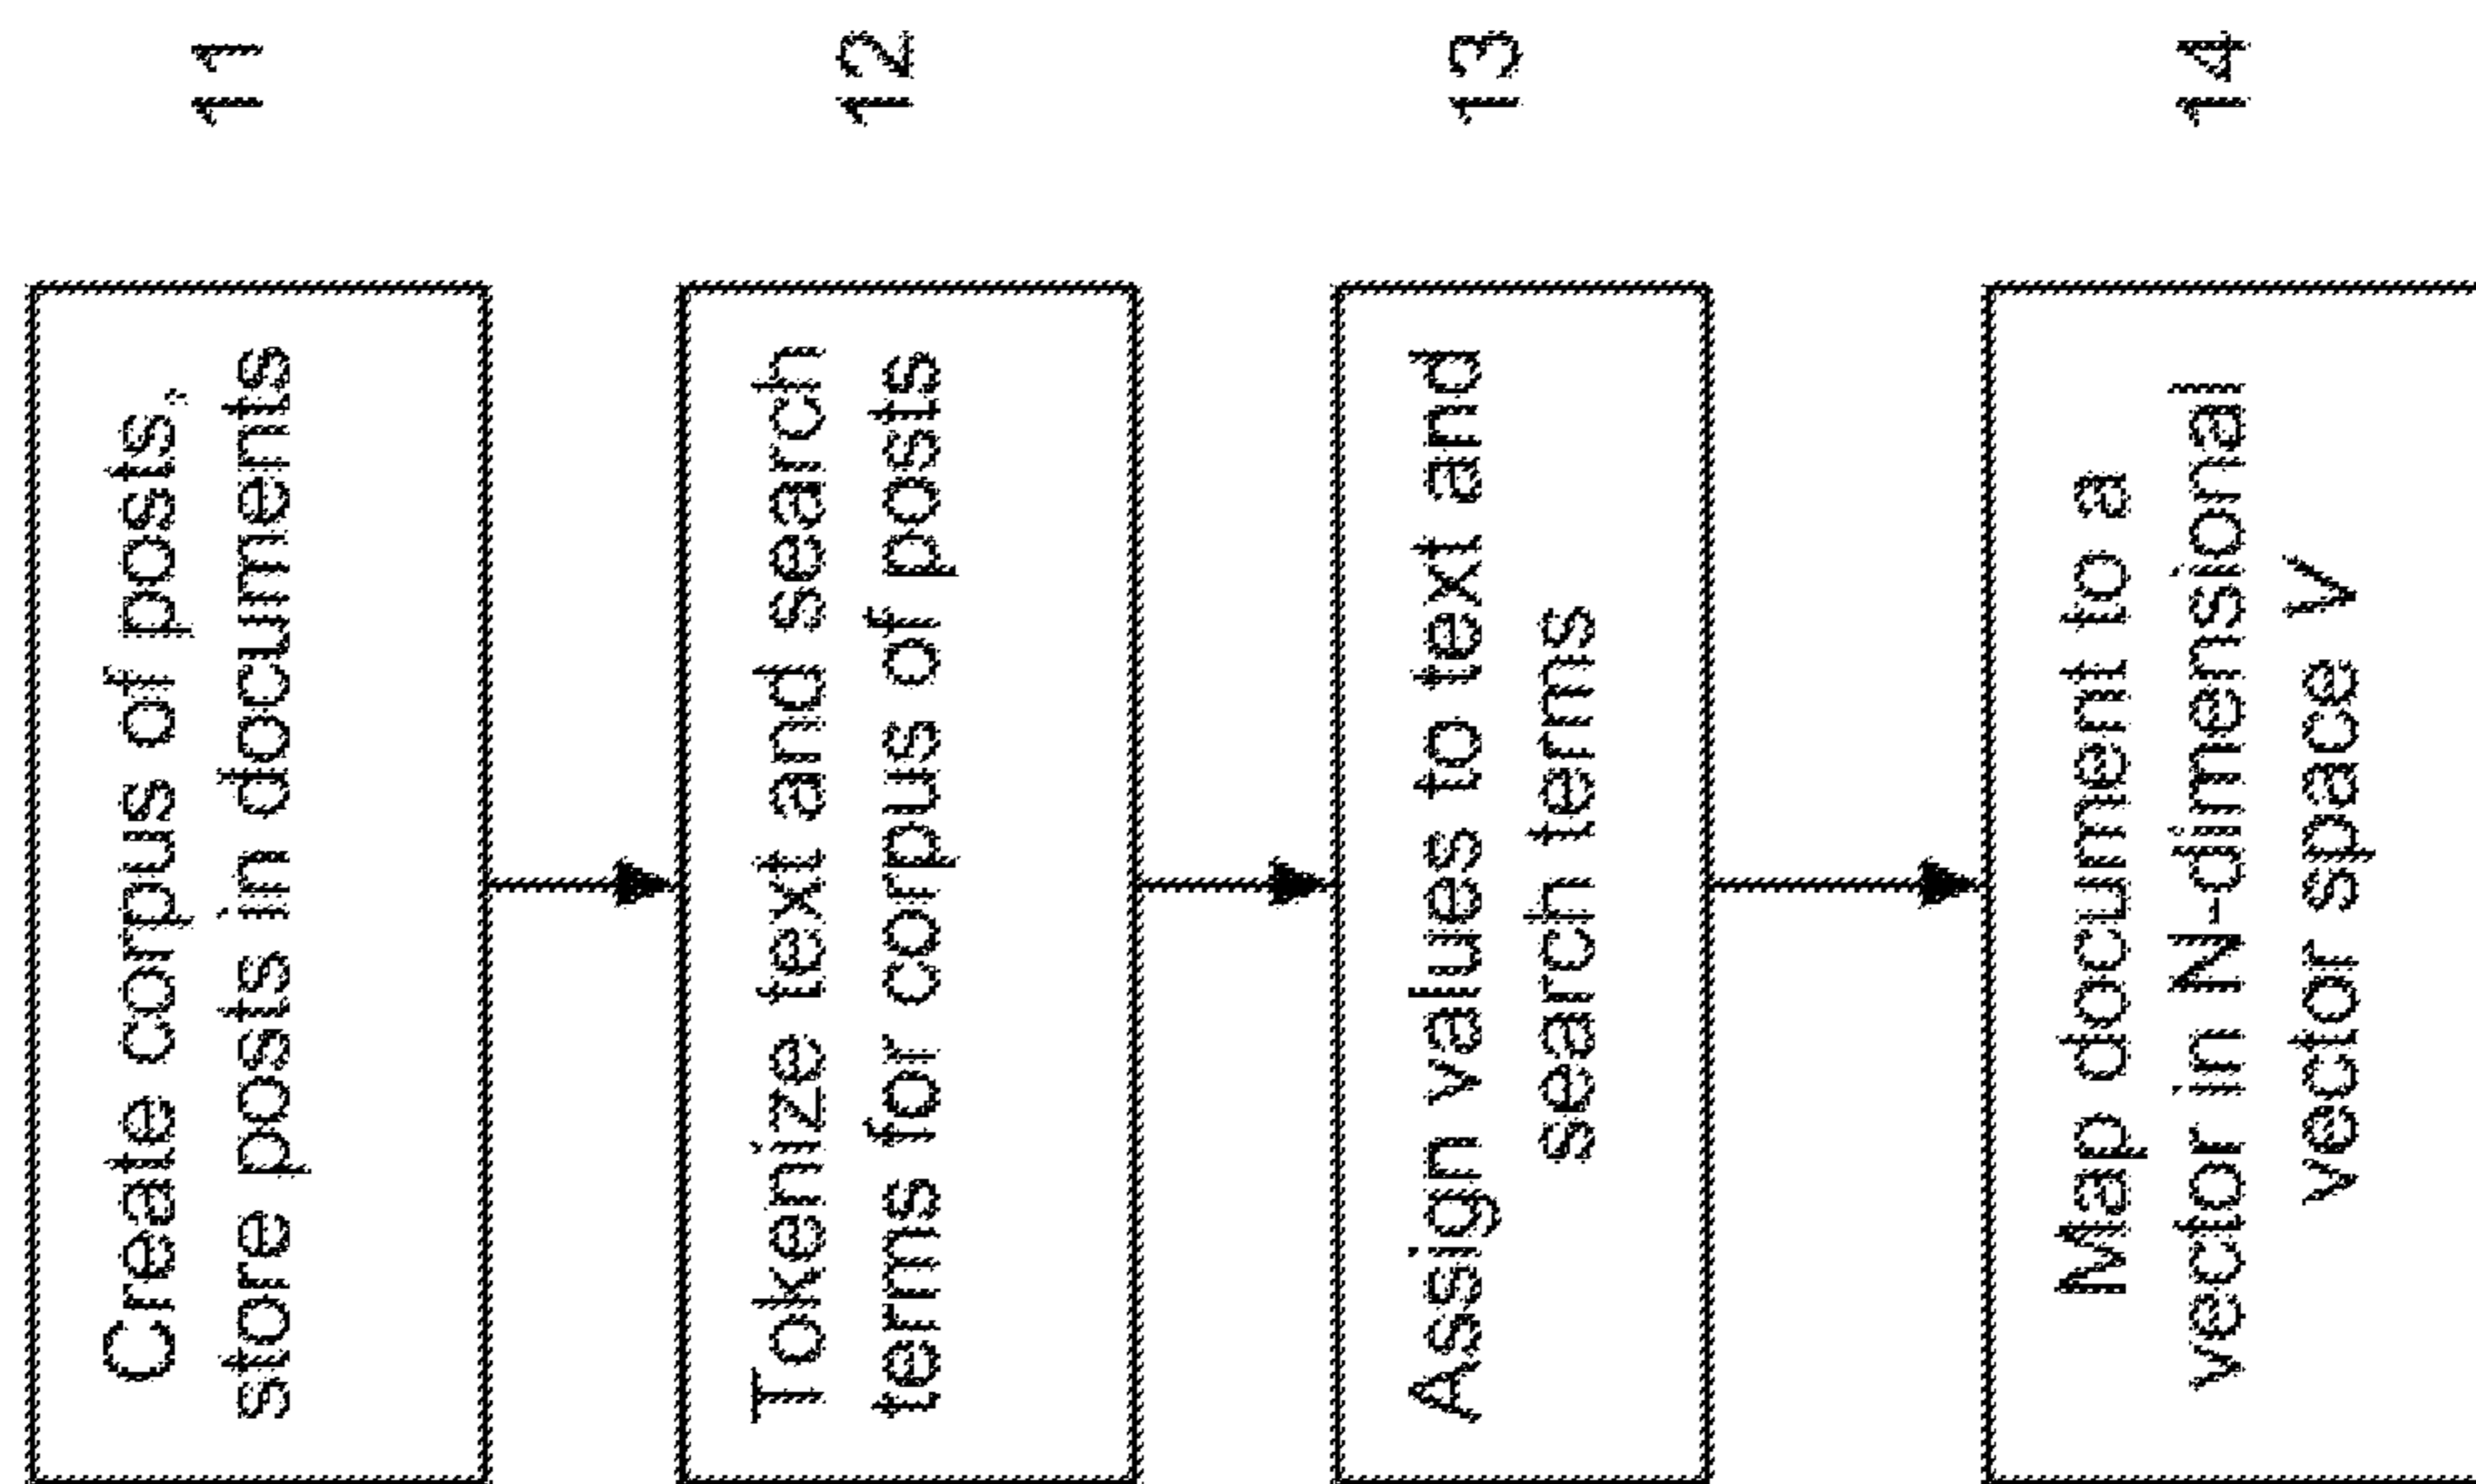 Create corpus of posts,
store posts in documents
11
Tokenize text and search
terms for corpus of posts
12
Assign values to text and
search terms
13
Map document to a
vector in N-dimensional
vector space V
14